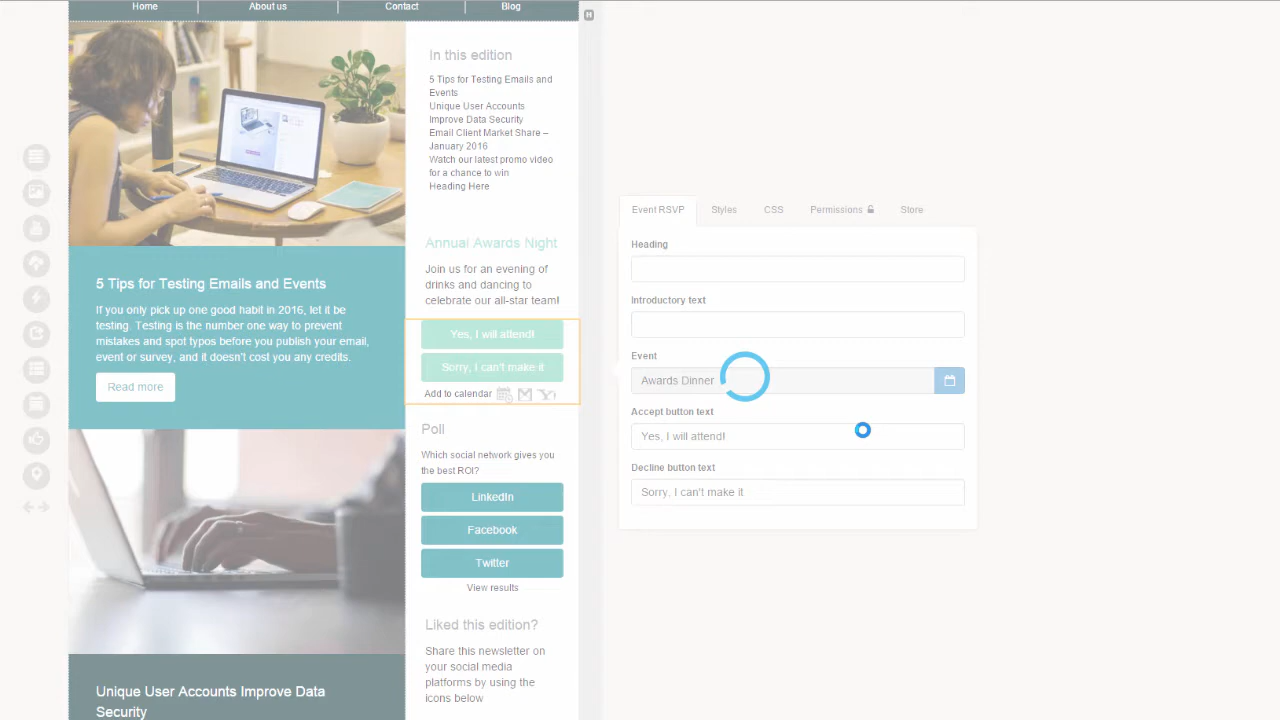 Home
About us
Contact
Blog
In this edition
5 Tips for Testing Emails and
Events
Unique User Accounts
Improve Data Security
Email Client Market Share –
January 2016
Watch our latest promo video
for a chance to win
Heading Here
Annual Awards Night
Join us for an evening of
drinks and dancing to
celebrate our all-star team!
Yes, I will attend!
Sorry, I can't make it
Add to calendar
5 Tips for Testing Emails and Events
If you only pick up one good habit in 2016, let it be
testing. Testing is the number one way to prevent
mistakes and spot typos before you publish your email,
event or survey, and it doesn't cost you any credits.
Read more
Poll
Which social network gives you
the best ROI?
LinkedIn
Facebook
Twitter
View results
Liked this edition?
Share this newsletter on
your social media
platforms by using the
icons below
Unique User Accounts Improve Data
Security
Event RSVP
Styles
CSS
Permissions
Store
Heading
Introductory text
Event
Awards Dinner
Accept button text
Yes, I will attend!
Decline button text
Sorry, I can't make it